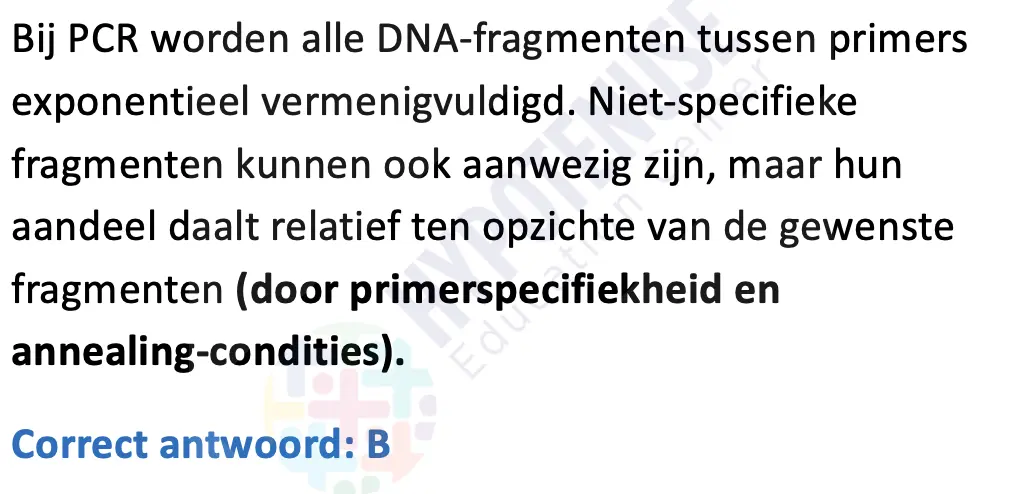 Bij PCR worden alle DNA-fragmenten tussen primers
exponentieel vermenigvuldigd. Niet-specifieke
fragmenten kunnen ook aanwezig zijn, maar hun
aandeel daalt relatief ten opzichte van de gewenste
fragmenten (door primerspecifiekheid en
annealing-condities).
Correct antwoord: B
HYPOTENUSE
Education Center